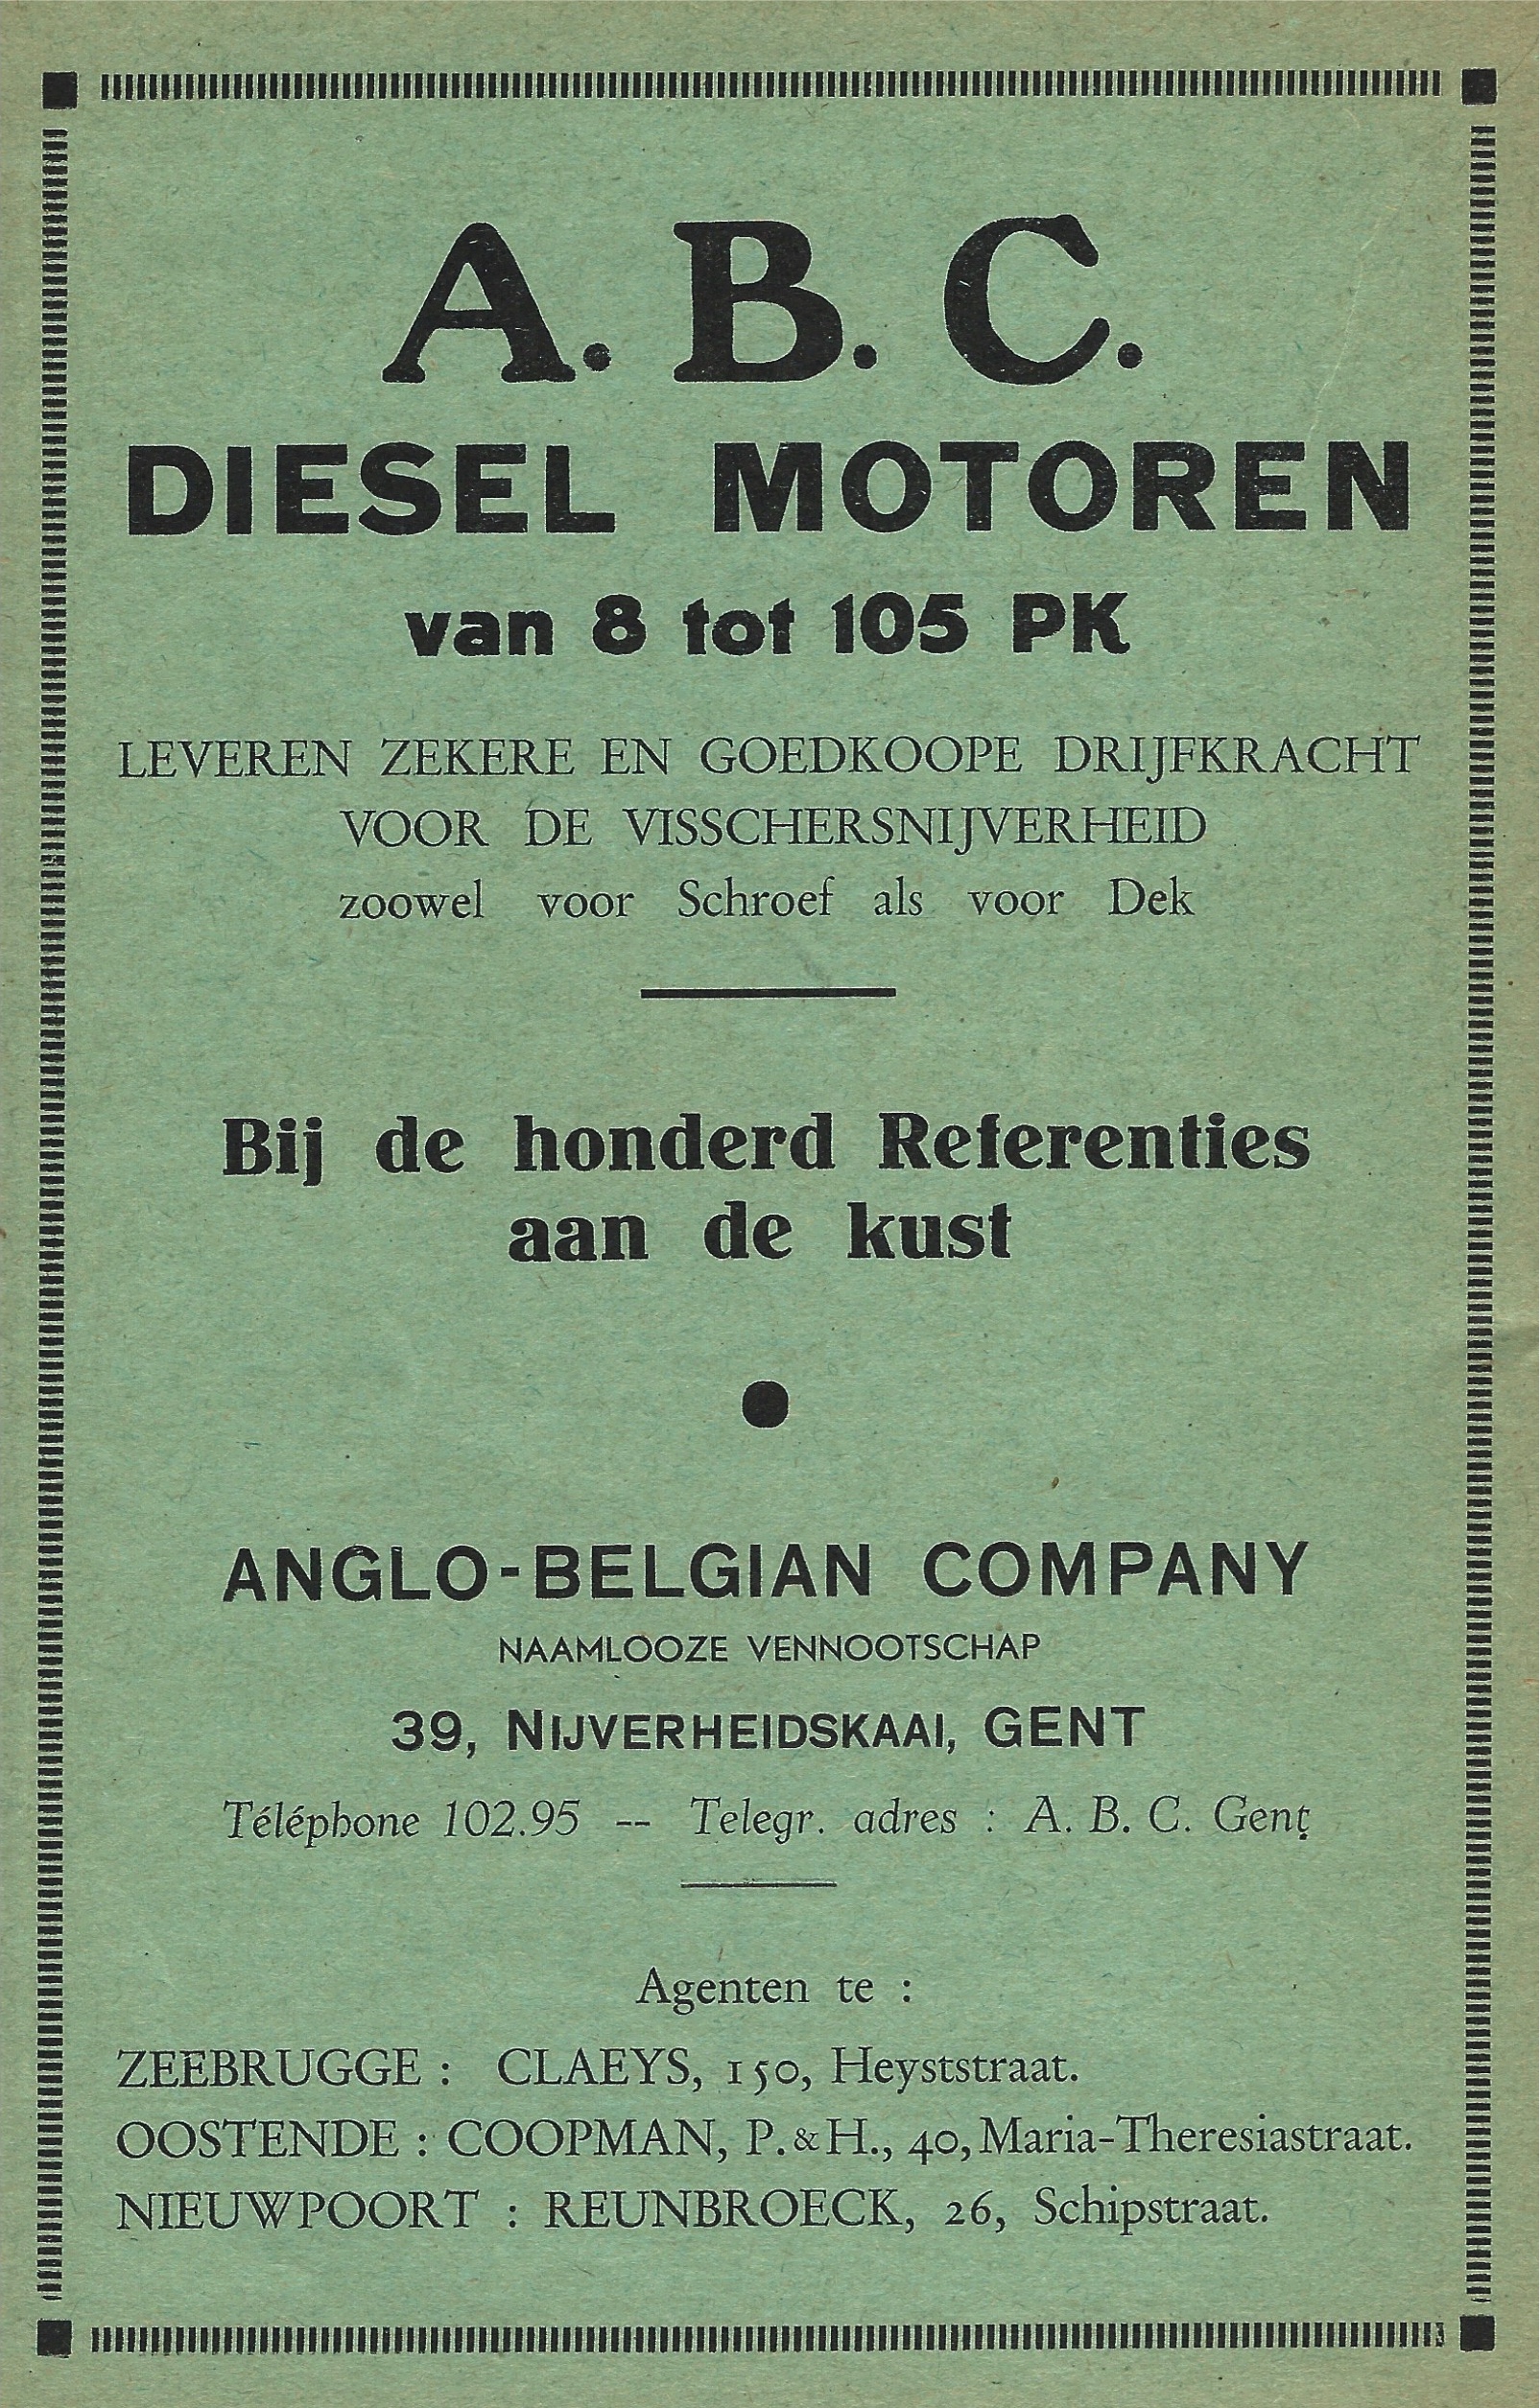 A. B. C.
DIESEL MOTOREN
van 8 tot 105 PK
LEVEREN ZEKERE EN GOEDKOOPE DRIJFKRACHT
VOOR DE VISSCHERSNIJVERHEID
zoowel voor Schroef als voor Dek
Bij de honderd Referenties
aan de kust
ANGLO-BELGIAN COMPANY
NAAMLOOZE VENNOOTSCHAP
39, NIJVERHEIDSKAAI, GENT
Téléphone 102.95 -- Telegr. adres : A. B. C. Gent
Agenten te :
ZEEBRUGGE : CLAEYS, 150, Heyststraat.
OOSTENDE : COOPMAN, P. & H., 40, Maria-Theresiastraat.
NIEUWPOORT : REUNBROECK, 26, Schipstraat.